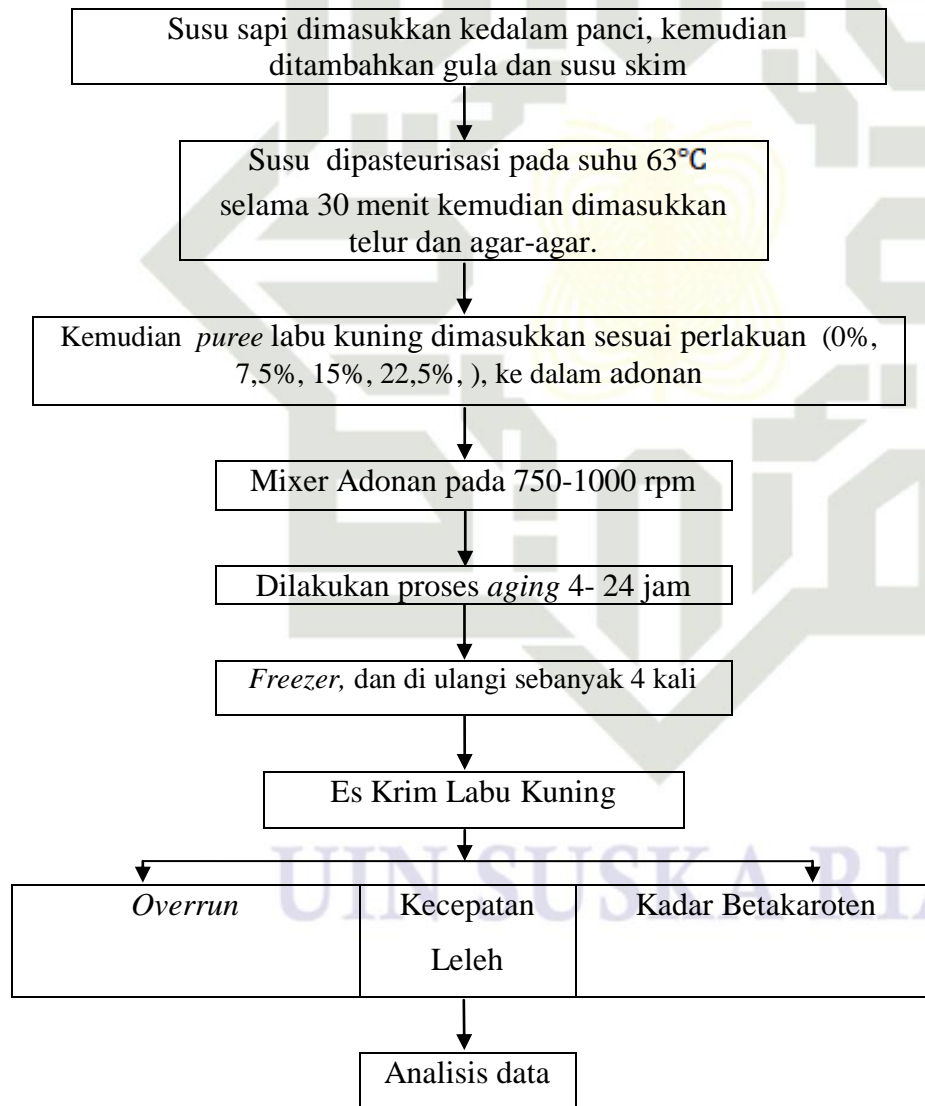 Susu sapi dimasukkan kedalam panci, kemudian
ditambahkan gula dan susu skim
Susu dipasteurisasi pada suhu 63°C
selama 30 menit kemudian dimasukkan
telur dan agar-agar.
Kemudian puree labu kuning dimasukkan sesuai perlakuan (0%,
7,5%, 15%, 22,5%, ), ke dalam adonan
Mixer Adonan pada 750-1000 rpm
Dilakukan proses aging 4- 24 jam
Freezer, dan di ulangi sebanyak 4 kali
Es Krim Labu Kuning
UIN SUSKA RIA
Overrun
Kecepatan
Leleh
Kadar Betakaroten
Analisis data